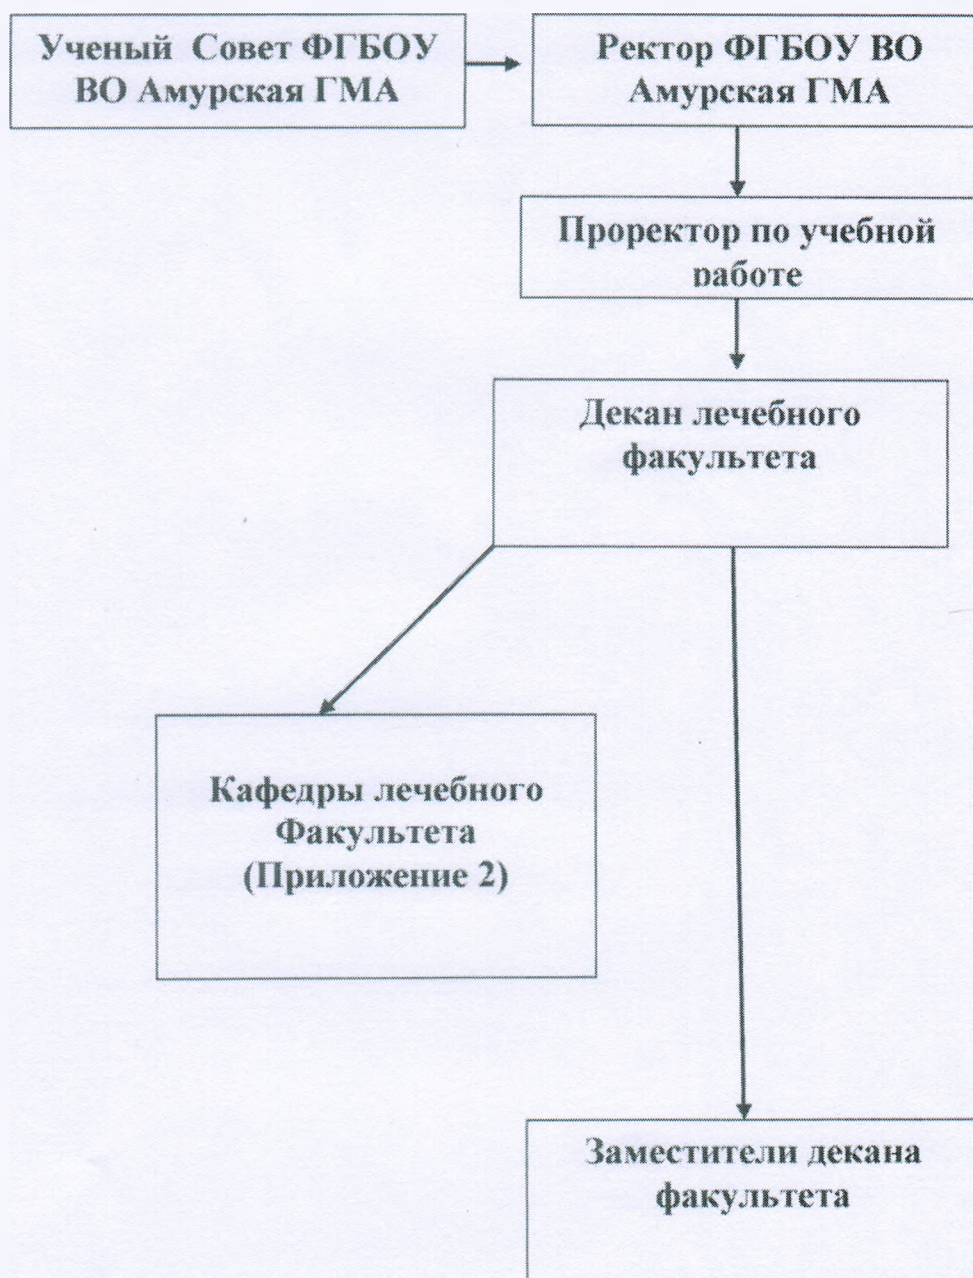 Ученый Совет ФГБОУ
ВО Амурская ГМА
Ректор ФГБОУ ВО
Амурская ГМА
Проректор по учебной
работе
Декан лечебного
факультета
Кафедры лечебного
Факультета
(Приложение 2)
Заместители декана
факультета